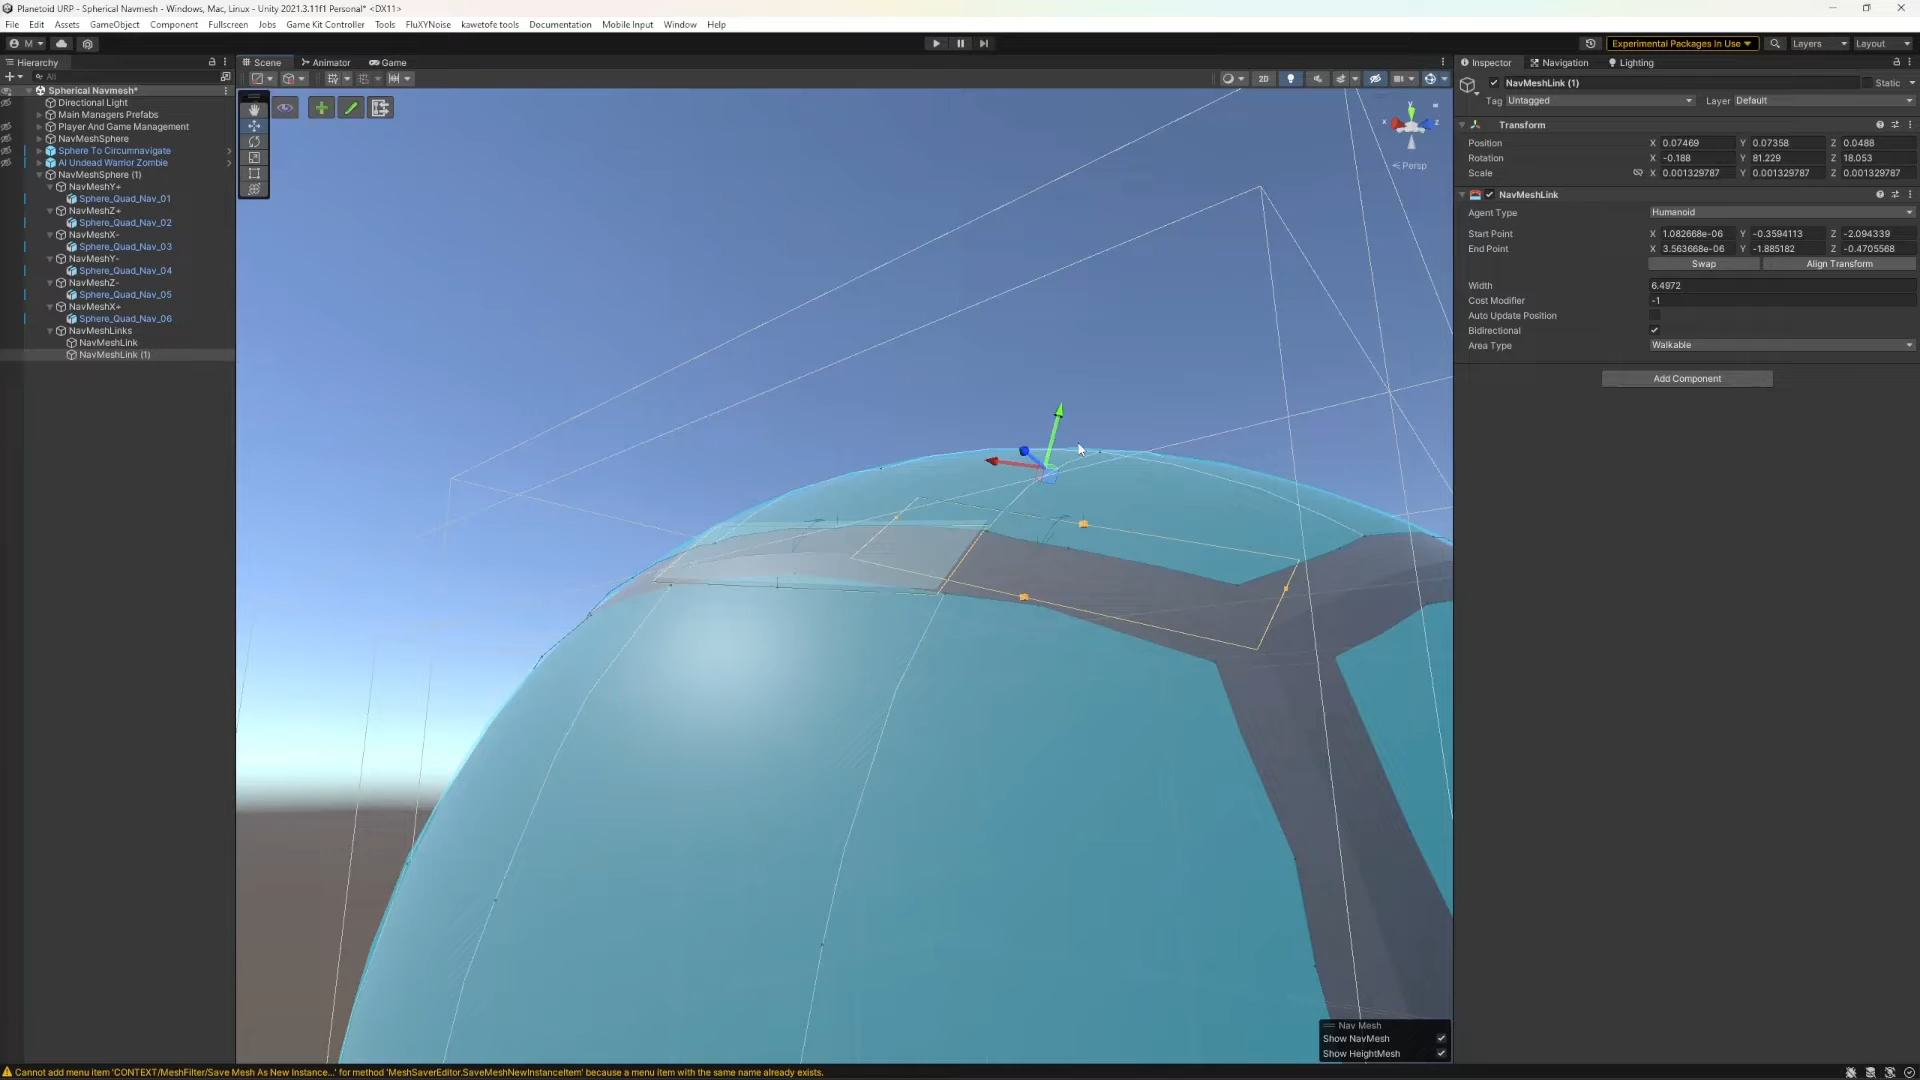 Planetoid URP - Spherical Navmesh - Windows, Mac, Linux - Unity 2021.3.11f1 Personal* <DX11>
File Edit Assets GameObject Component Fullscreen Jobs Game Kit Controller Tools FluXYNoise kawetofe tools Documentation Mobile Input Window Help
M Experimental Packages In Use Layers Layout
Hierarchy
Scene Animator Game
Inspector Navigation Lighting
All
2D
Spherical Navmesh*
Directional Light
Main Managers Prefabs
Player And Game Management
NavMeshSphere
Sphere To Circumnavigate
AI Undead Warrior Zombie
NavMeshSphere (1)
NavMeshY+
Sphere_Quad_Nav_01
NavMeshZ+
Sphere_Quad_Nav_02
NavMeshX-
Sphere_Quad_Nav_03
NavMeshY-
Sphere_Quad_Nav_04
NavMeshZ-
Sphere_Quad_Nav_05
NavMeshX+
Sphere_Quad_Nav_06
NavMeshLinks
NavMeshLink
NavMeshLink (1)
y
x z
Persp
NavMeshLink (1) Static
Tag Untagged Layer Default
Transform
Position X 0.07469 Y 0.07358 Z 0.0488
Rotation X -0.188 Y 81.229 Z 18.053
Scale X 0.001329787 Y 0.001329787 Z 0.001329787
NavMeshLink
Agent Type Humanoid
Start Point X 1.082668e-06 Y -0.3594113 Z -2.094339
End Point X 3.563668e-06 Y -1.885182 Z -0.4705568
Swap Align Transform
Width 6.4972
Cost Modifier -1
Auto Update Position
Bidirectional
Area Type Walkable
Add Component
Nav Mesh
Show NavMesh
Show HeightMesh
Cannot add menu item 'CONTEXT/MeshFilter/Save Mesh As New Instance...' for method 'MeshSaverEditor.SaveMeshNewInstanceItem' because a menu item with the same name already exists.